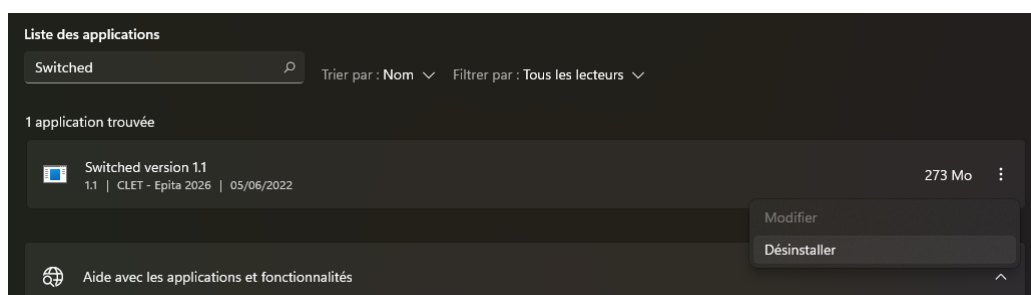 Liste des applications
Switched
Trier par : Nom Filtrer par : Tous les lecteurs
1 application trouvée
Switched version 1.1
1.1 | CLET - Epita 2026 | 05/06/2022
273 Mo
Modifier
Désinstaller
Aide avec les applications et fonctionnalités